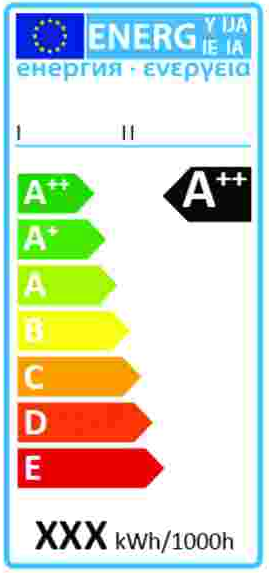 ENERG Y IJA
IE IA
енергия · ενεργεια
I II
A++ A++
A+
A
B
C
D
E
XXX kWh/1000h